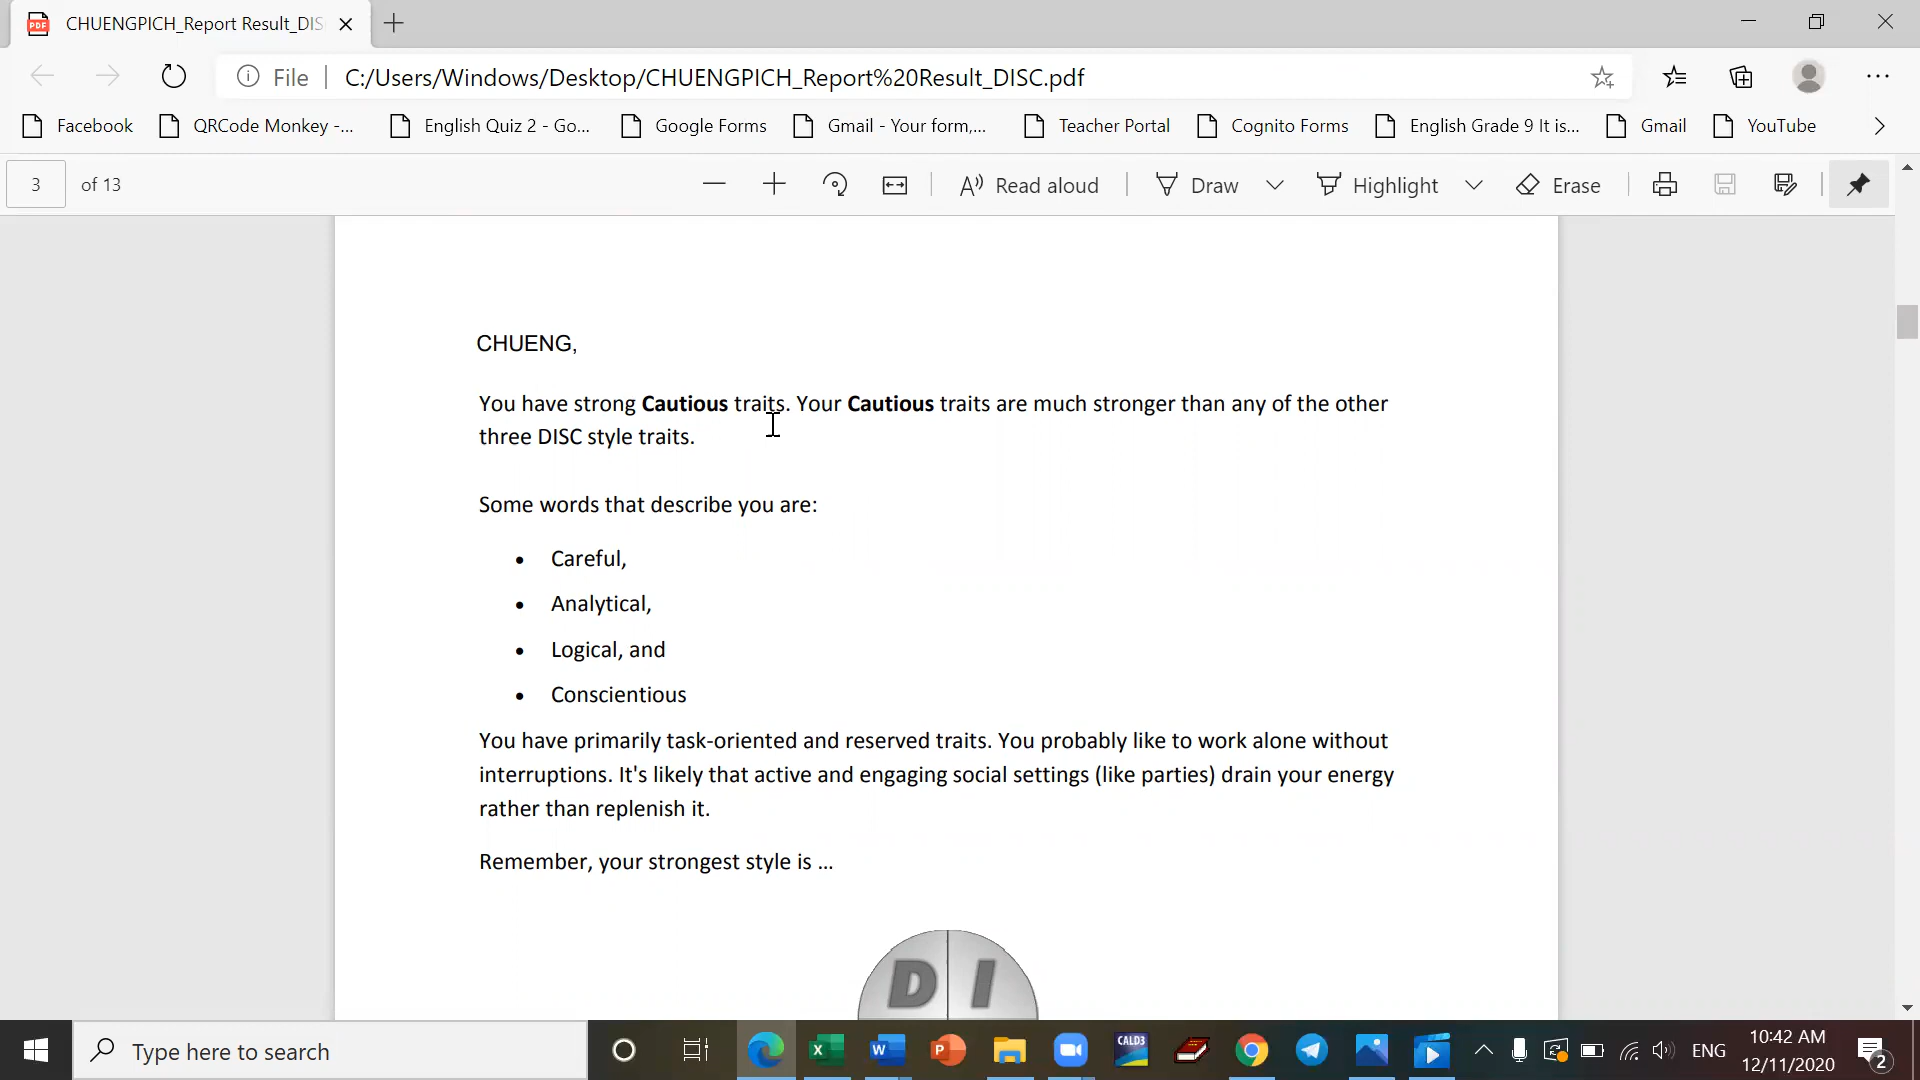 CHUENGPICH_Report Result_DIS
File
C:/Users/Windows/Desktop/CHUENGPICH_Report%20Result_DISC.pdf
Facebook
QRCode Monkey -...
English Quiz 2 - Go...
Google Forms
Gmail - Your form,...
Teacher Portal
Cognito Forms
English Grade 9 It is...
Gmail
YouTube
3 of 13
Read aloud
Draw
Highlight
Erase
CHUENG,
You have strong Cautious traits. Your Cautious traits are much stronger than any of the other
three DISC style traits.
Some words that describe you are:
• Careful,
• Analytical,
• Logical, and
• Conscientious
You have primarily task-oriented and reserved traits. You probably like to work alone without
interruptions. It's likely that active and engaging social settings (like parties) drain your energy
rather than replenish it.
Remember, your strongest style is ...
D I
Type here to search
CALD3
ENG
10:42 AM
12/11/2020
2